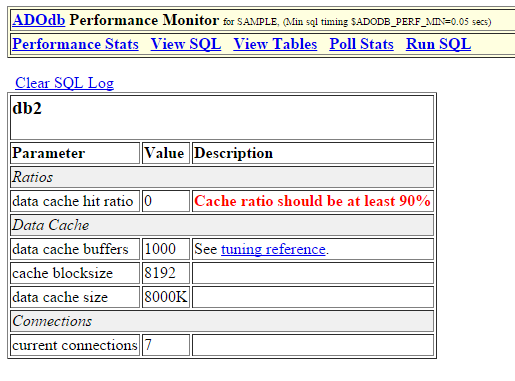 ADOdb Performance Monitor for SAMPLE, (Min sql timing $ADODB_PERF_MIN=0.05 secs)
Performance Stats View SQL View Tables Poll Stats Run SQL
Clear SQL Log
db2
Parameter Value Description
Ratios
data cache hit ratio 0 Cache ratio should be at least 90%
Data Cache
data cache buffers 1000 See tuning reference.
cache blocksize 8192
data cache size 8000K
Connections
current connections 7